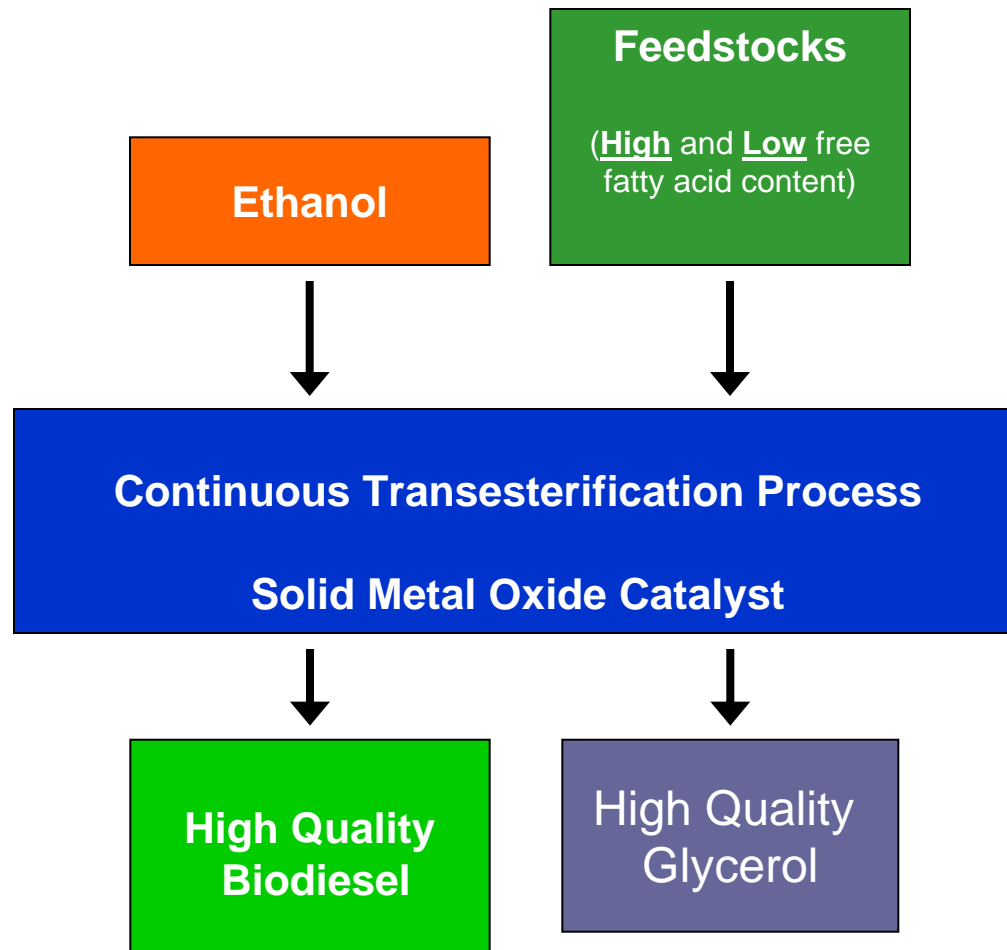 Feedstocks
(High and Low free
fatty acid content)
Ethanol
Continuous Transesterification Process
Solid Metal Oxide Catalyst
High Quality
Biodiesel
High Quality
Glycerol